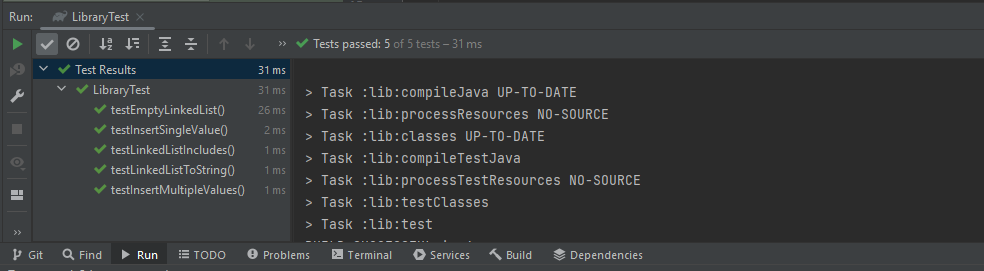 Run: LibraryTest
Tests passed: 5 of 5 tests – 31 ms
Test Results 31 ms
LibraryTest 31 ms
testEmptyLinkedList() 26 ms
testInsertSingleValue() 2 ms
testLinkedListIncludes() 1 ms
testLinkedListToString() 1 ms
testInsertMultipleValues() 1 ms
> Task :lib:compileJava UP-TO-DATE
> Task :lib:processResources NO-SOURCE
> Task :lib:classes UP-TO-DATE
> Task :lib:compileTestJava
> Task :lib:processTestResources NO-SOURCE
> Task :lib:testClasses
> Task :lib:test
Git Find Run TODO Problems Terminal Services Build Dependencies